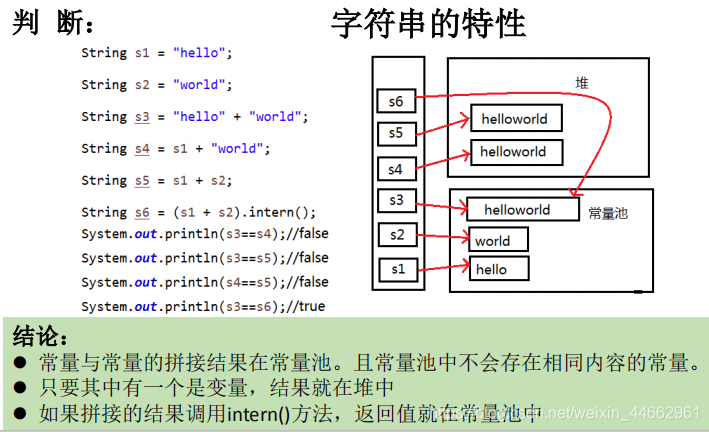 判 断：
字符串的特性
String s1 = "hello";
String s2 = "world";
String s3 = "hello" + "world";
String s4 = s1 + "world";
String s5 = s1 + s2;
String s6 = (s1 + s2).intern();
System.out.println(s3==s4);//false
System.out.println(s3==s5);//false
System.out.println(s4==s5);//false
System.out.println(s3==s6);//true
s6
s5
s4
s3
s2
s1
堆
helloworld
helloworld
helloworld
常量池
world
hello
结论：
● 常量与常量的拼接结果在常量池。且常量池中不会存在相同内容的常量。
● 只要其中有一个是变量，结果就在堆中
● 如果拼接的结果调用intern()方法，返回值就在常量池中
csdn.net/weixin_44662961